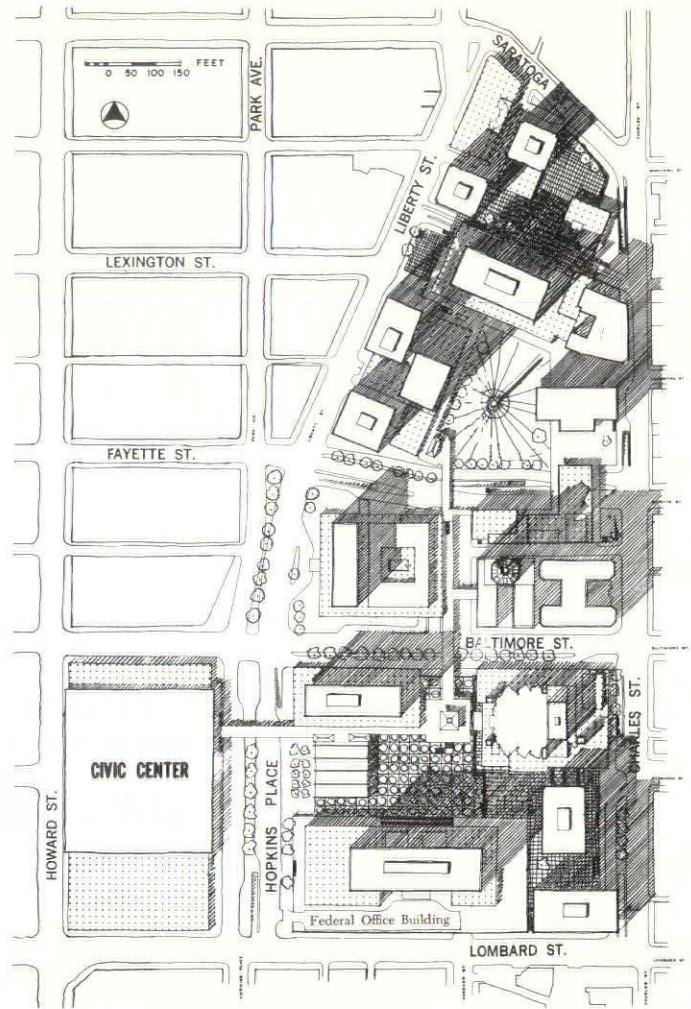 FEET
0 50 100 150
PARK AVE.
SARATOGA
LIBERTY ST.
LEXINGTON ST.
FAYETTE ST.
BALTIMORE ST.
CHARLES ST.
CIVIC CENTER
HOWARD ST.
HOPKINS PLACE
Federal Office Building
LOMBARD ST.